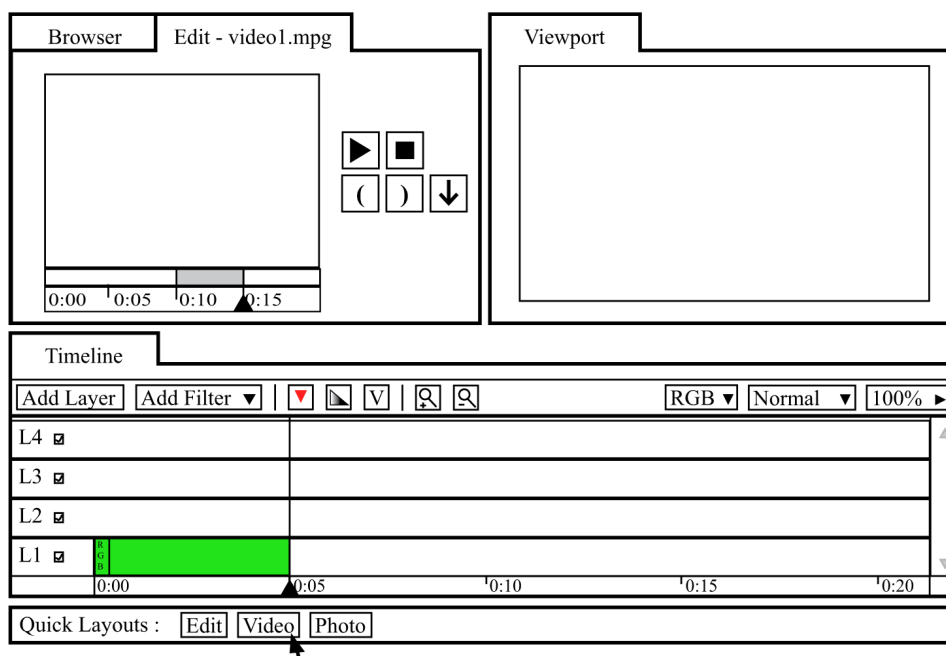 Browser
Edit - video1.mpg
Viewport
( )
0:00 0:05 0:10 0:15
Timeline
Add Layer Add Filter ▼ V RGB ▼ Normal ▼ 100% ►
L4
L3
L2
L1 RGB
0:00 0:05 0:10 0:15 0:20
Quick Layouts : Edit Video Photo